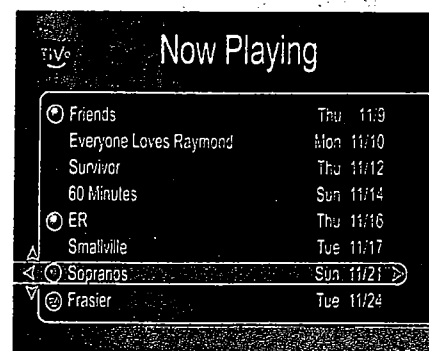 TiVo
Now Playing
Friends Thu 11/9
Everyone Loves Raymond Mon 11/10
Survivor Thu 11/12
60 Minutes Sun 11/14
ER Thu 11/16
Smallville Tue 11/17
Sopranos Sun 11/21
Frasier Tue 11/24